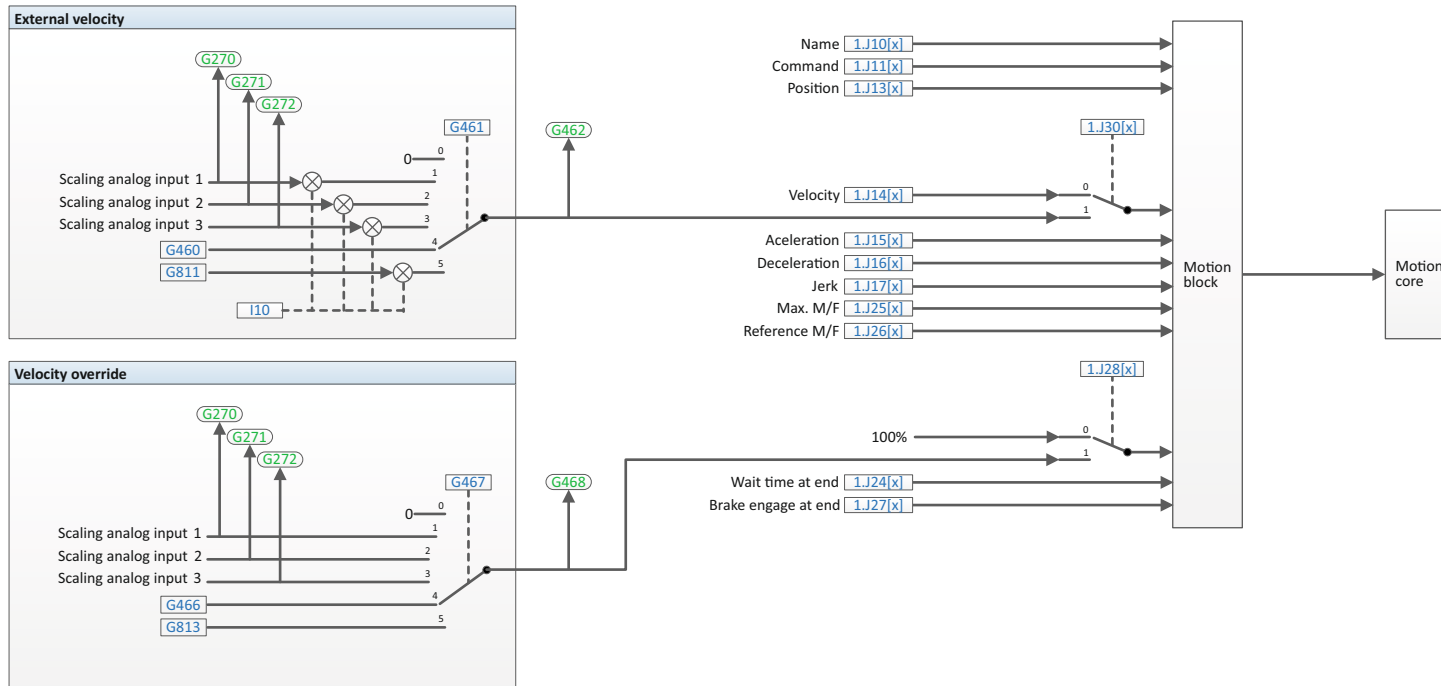 External velocity
G270
G271
G272
G461
0
0
Scaling analog input 1
1
Scaling analog input 2
2
Scaling analog input 3
3
G460
4
G811
5
I10
G462
Name 1.J10[x]
Command 1.J11[x]
Position 1.J13[x]
1.J30[x]
Velocity 1.J14[x]
0
1
Aceleration 1.J15[x]
Deceleration 1.J16[x]
Jerk 1.J17[x]
Max. M/F 1.J25[x]
Reference M/F 1.J26[x]
Motion
block
Motion
core
Velocity override
G270
G271
G272
G467
0
0
Scaling analog input 1
1
Scaling analog input 2
2
Scaling analog input 3
3
G466
4
G813
5
G468
1.J28[x]
100%
0
1
Wait time at end 1.J24[x]
Brake engage at end 1.J27[x]